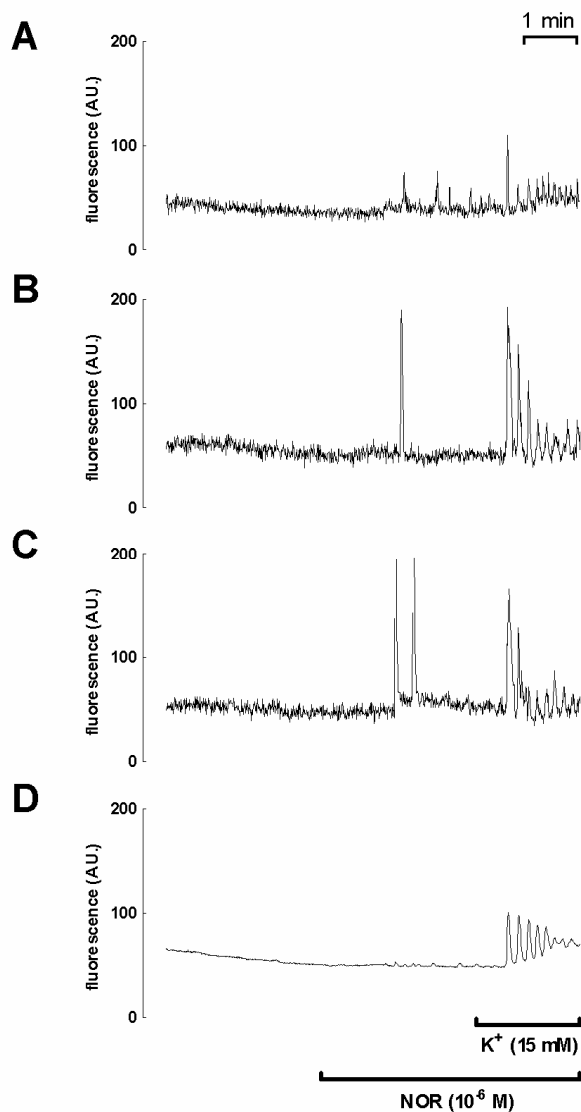 1 min
A
200
100
0
fluorescence (AU.)
B
200
100
0
fluorescence (AU.)
C
200
100
0
fluorescence (AU.)
D
200
100
0
fluorescence (AU.)
K⁺ (15 mM)
NOR (10⁻⁶ M)